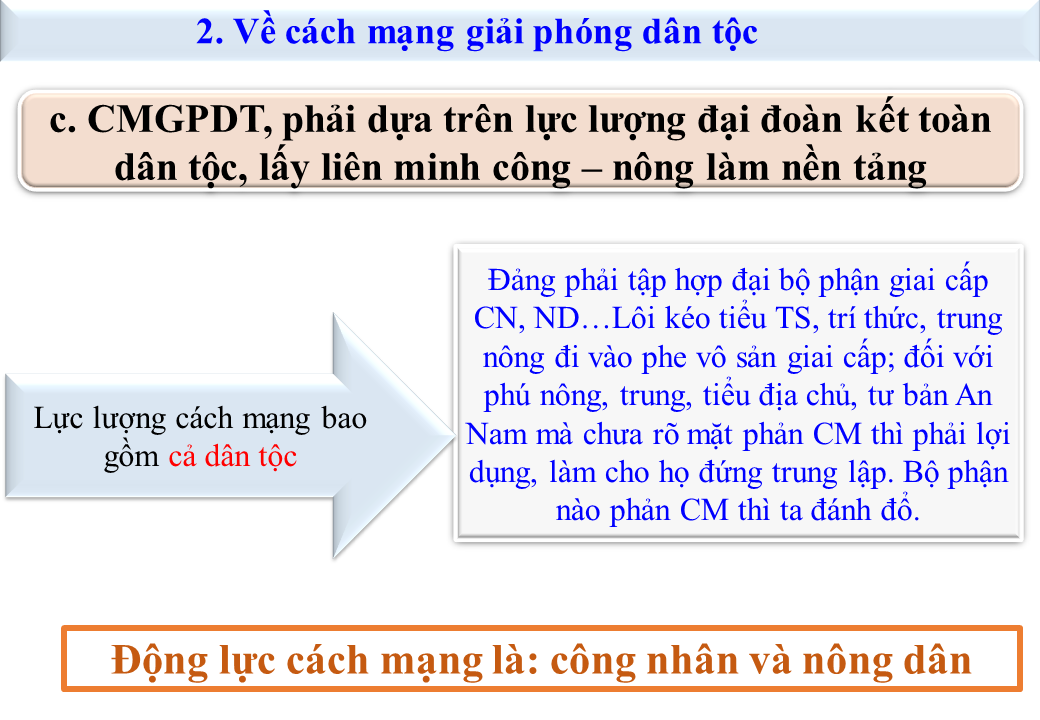 2. Về cách mạng giải phóng dân tộc
c. CMGPDT, phải dựa trên lực lượng đại đoàn kết toàn
dân tộc, lấy liên minh công – nông làm nền tảng
Lực lượng cách mạng bao
gồm cả dân tộc
Đảng phải tập hợp đại bộ phận giai cấp
CN, ND…Lôi kéo tiểu TS, trí thức, trung
nông đi vào phe vô sản giai cấp; đối với
phú nông, trung, tiểu địa chủ, tư bản An
Nam mà chưa rõ mặt phản CM thì phải lợi
dụng, làm cho họ đứng trung lập. Bộ phận
nào phản CM thì ta đánh đổ.
Động lực cách mạng là: công nhân và nông dân